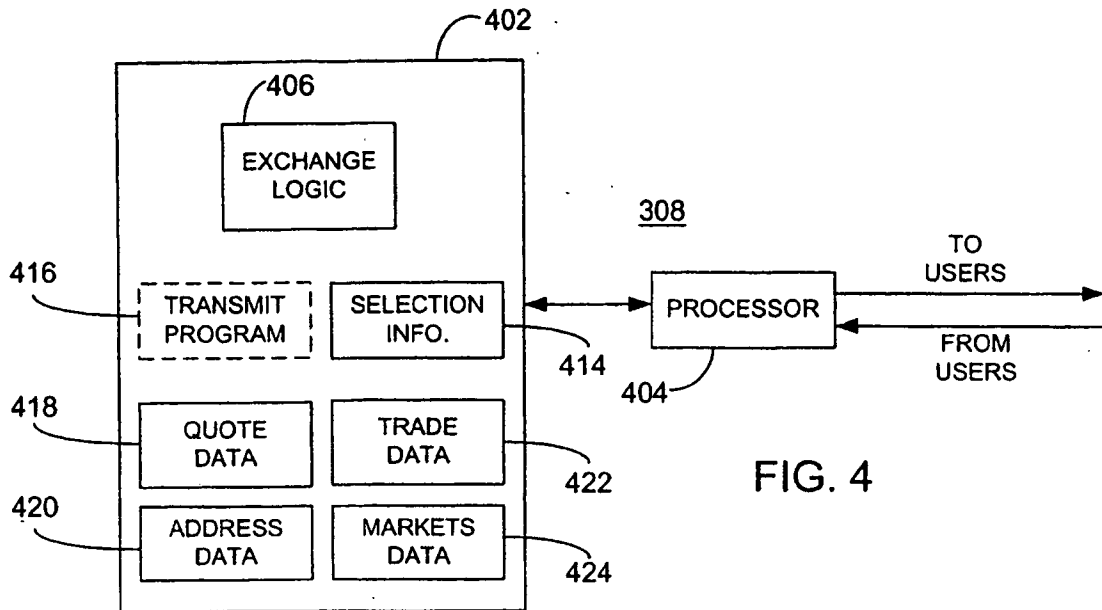 402
406
EXCHANGE
LOGIC
308
TO
USERS
416
TRANSMIT
PROGRAM
SELECTION
INFO.
PROCESSOR
414
FROM
USERS
404
418
QUOTE
DATA
TRADE
DATA
422
FIG. 4
420
ADDRESS
DATA
MARKETS
DATA
424